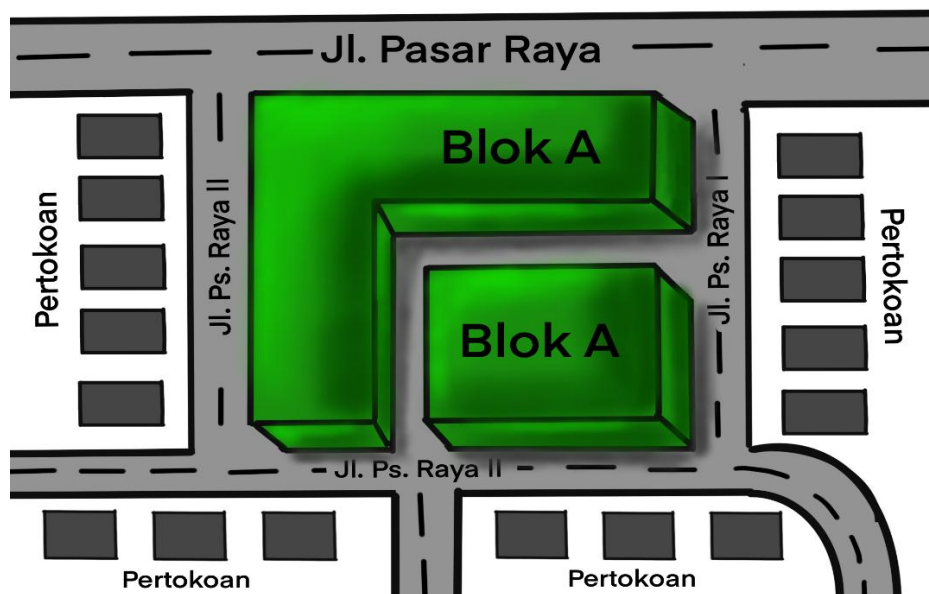 Jl. Pasar Raya
Blok A
Jl. Ps. Raya II
Jl. Ps. Raya I
Pertokoan
Pertokoan
Blok A
Jl. Ps. Raya II
Pertokoan
Pertokoan